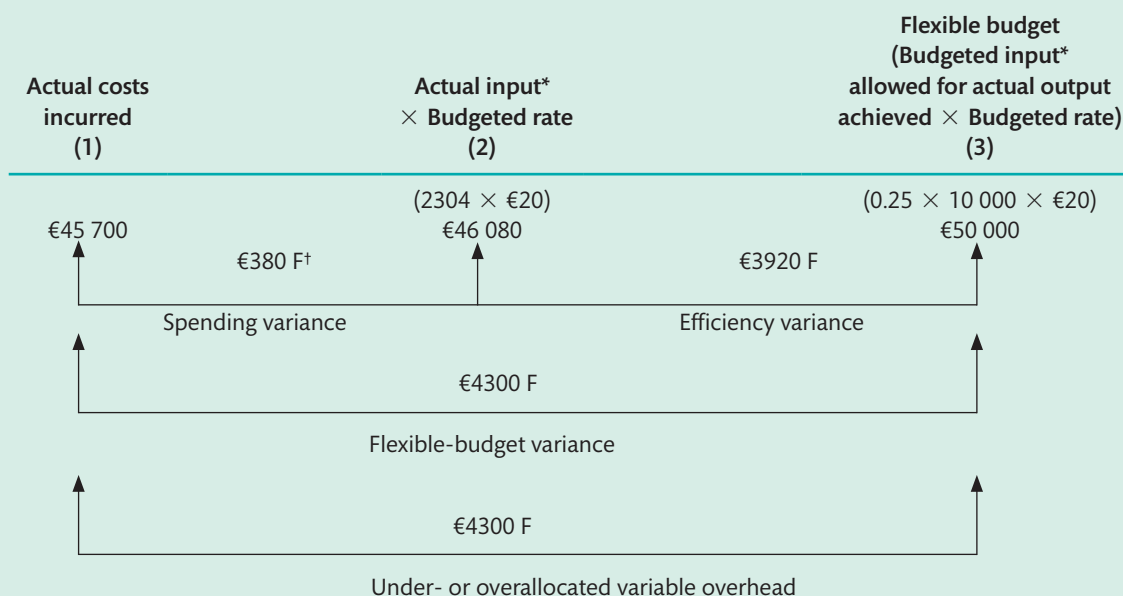 Actual costs
incurred
(1)
Actual input*
× Budgeted rate
(2)
Flexible budget
(Budgeted input*
allowed for actual output
achieved × Budgeted rate)
(3)
(2304 × €20)
(0.25 × 10 000 × €20)
€45 700
€46 080
€50 000
€380 F†
€3920 F
Spending variance
Efficiency variance
€4300 F
Flexible-budget variance
€4300 F
Under- or overallocated variable overhead